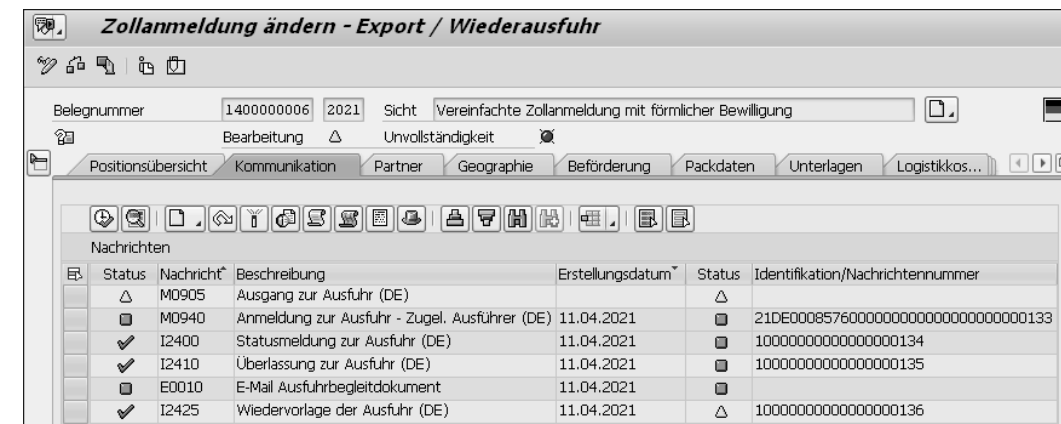 Zollanmeldung ändern - Export / Wiederausfuhr
Belegnummer 1400000006 2021 Sicht Vereinfachte Zollanmeldung mit förmlicher Bewilligung
Bearbeitung Unvollständigkeit
Positionsübersicht Kommunikation Partner Geographie Beförderung Packdaten Unterlagen Logistikkos...
Nachrichten
Status Nachricht Beschreibung Erstellungsdatum Status Identifikation/Nachrichtennummer
M0905 Ausgang zur Ausfuhr (DE)
M0940 Anmeldung zur Ausfuhr - Zugel. Ausführer (DE) 11.04.2021
I2400 Statusmeldung zur Ausfuhr (DE) 11.04.2021 10000000000000000134
I2410 Überlassung zur Ausfuhr (DE) 11.04.2021 10000000000000000135
E0010 E-Mail Ausfuhrbegleitdokument 11.04.2021
I2425 Wiedervorlage der Ausfuhr (DE) 11.04.2021 10000000000000000136